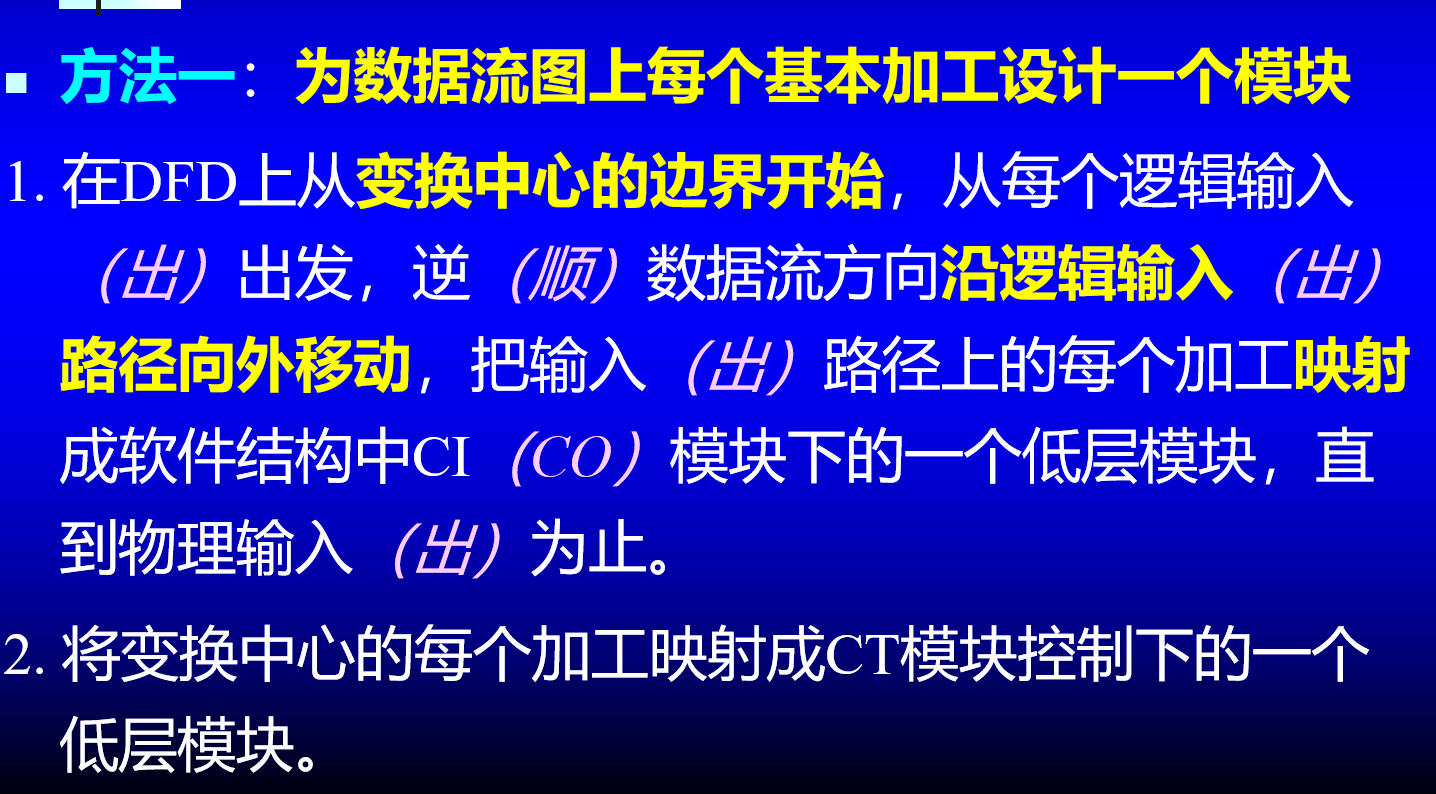 方法一：为数据流图上每个基本加工设计一个模块
1. 在DFD上从变换中心的边界开始，从每个逻辑输入
（出）出发，逆（顺）数据流方向沿逻辑输入（出）
路径向外移动，把输入（出）路径上的每个加工映射
成软件结构中CI（CO）模块下的一个低层模块，直
到物理输入（出）为止。
2. 将变换中心的每个加工映射成CT模块控制下的一个
低层模块。